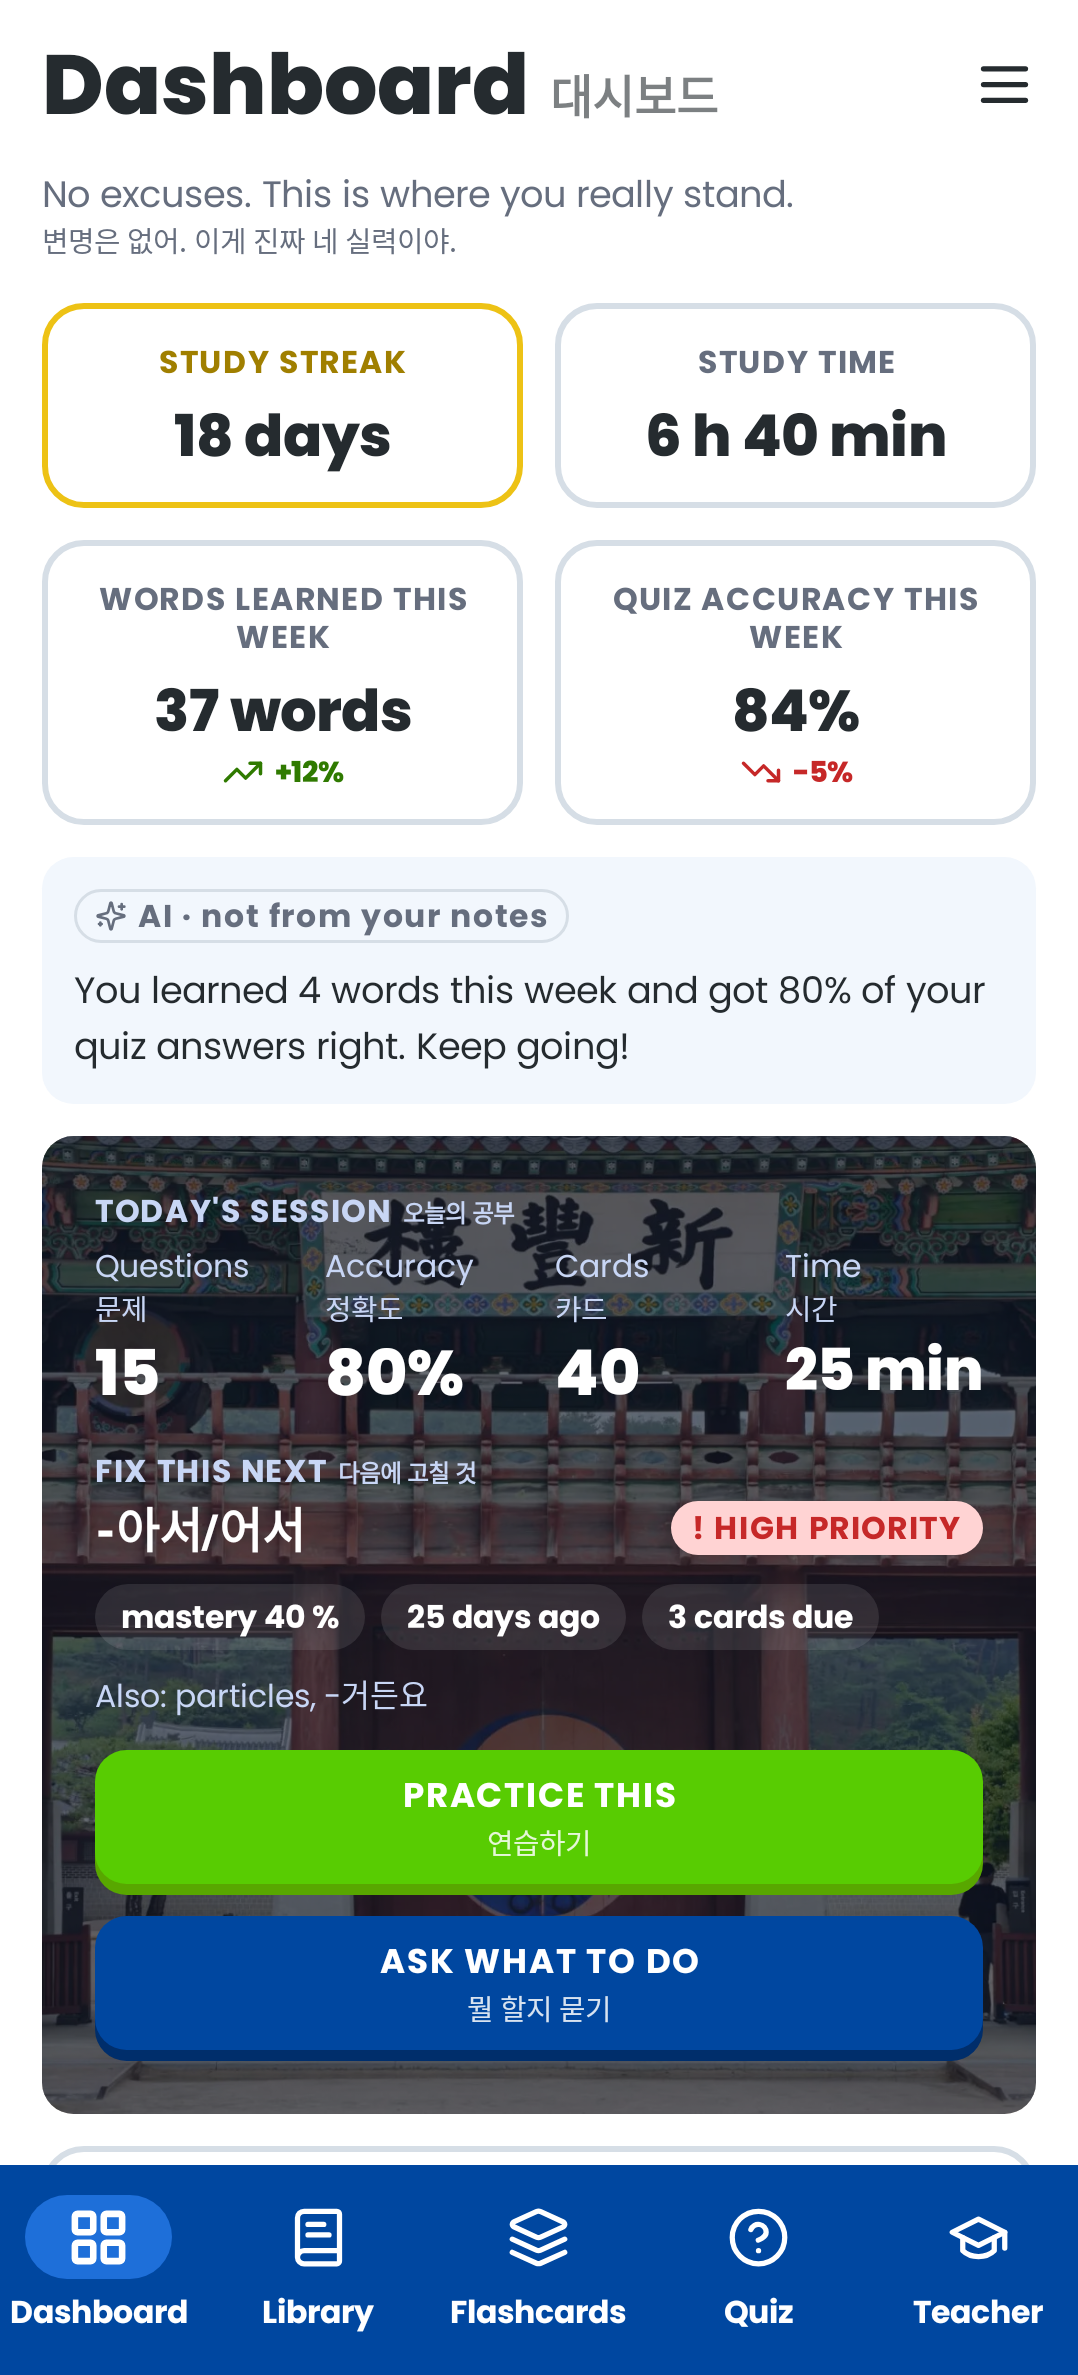 Dashboard 대시보드
No excuses. This is where you really stand.
변명은 없어. 이게 진짜 네 실력이야.
STUDY STREAK
18 days
STUDY TIME
6 h 40 min
WORDS LEARNED THIS
WEEK
37 words
+12%
QUIZ ACCURACY THIS
WEEK
84%
-5%
AI · not from your notes
You learned 4 words this week and got 80% of your
quiz answers right. Keep going!
新豐樓
TODAY'S SESSION 오늘의 공부
Questions
문제
15
Accuracy
정확도
80%
Cards
카드
40
Time
시간
25 min
FIX THIS NEXT 다음에 고칠 것
-아서/어서
! HIGH PRIORITY
mastery 40 %
25 days ago
3 cards due
Also: particles, -거든요
PRACTICE THIS
연습하기
ASK WHAT TO DO
뭘 할지 묻기
Dashboard
Library
Flashcards
Quiz
Teacher